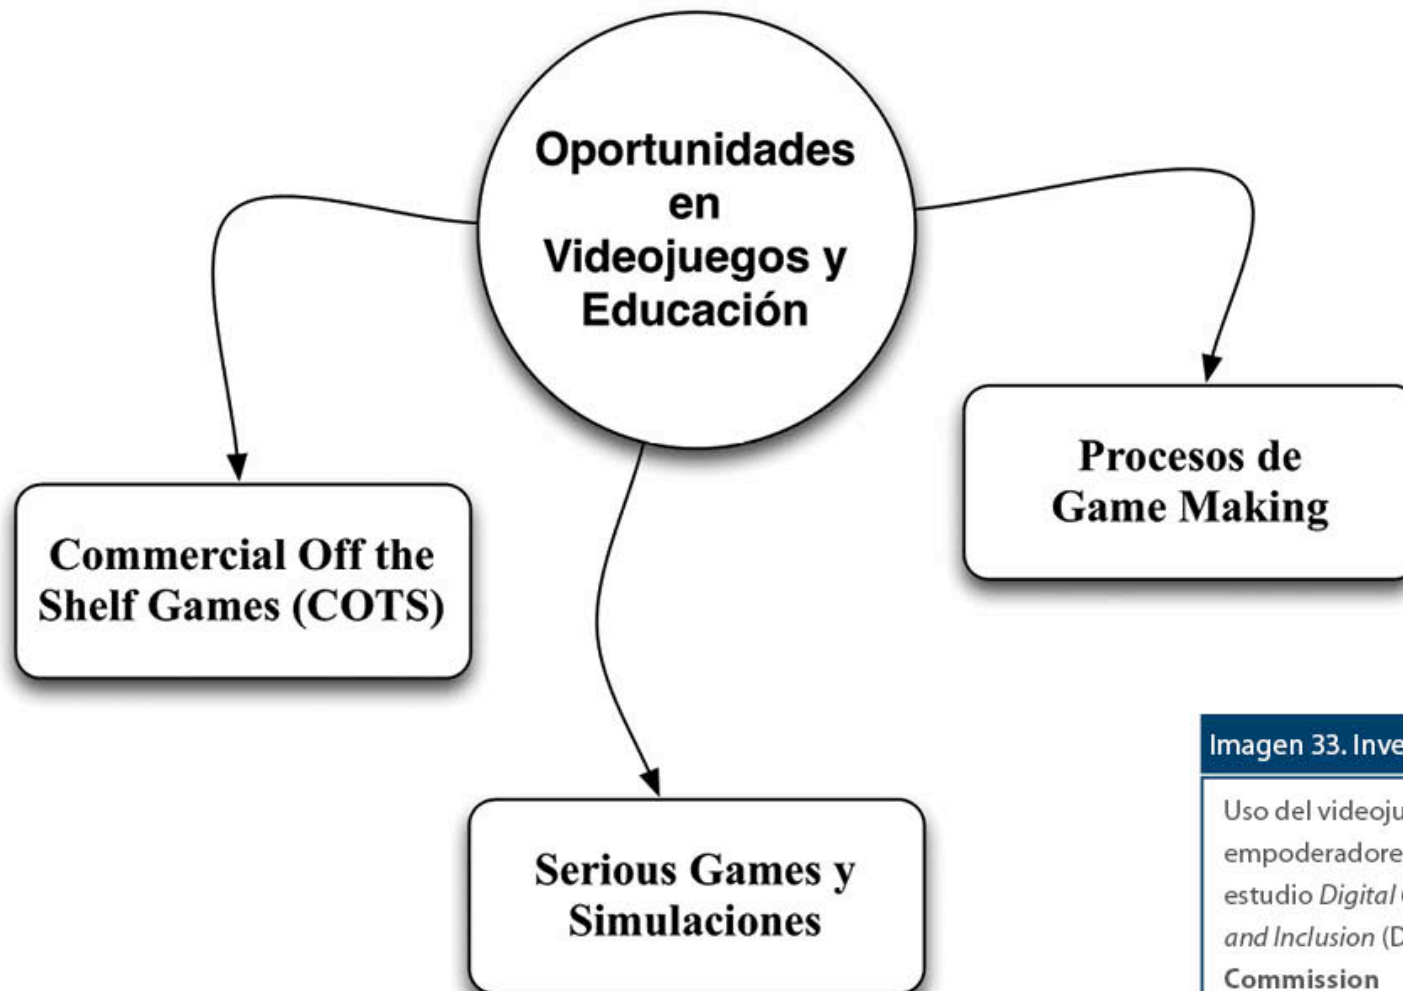 Oportunidades
en
Videojuegos y
Educación
Commercial Off the
Shelf Games (COTS)
Procesos de
Game Making
Serious Games y
Simulaciones
Imagen 33. Inve
Uso del videoju
empoderadore
estudio Digital
and Inclusion (D
Commission